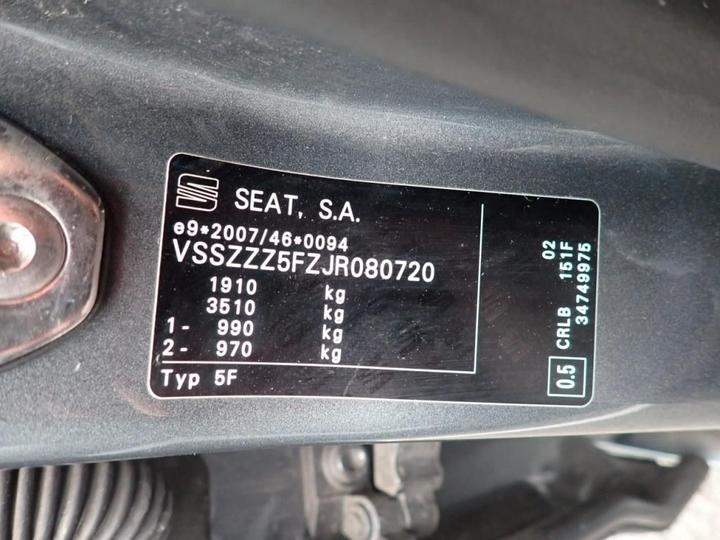 SEAT, S.A.
e9*2007/46*0094
VSSZZZ5FZJR080720
1910 kg
3510 kg
1- 990 kg
2- 970 kg
Typ 5F
02
CRLB 151F
34749975
0.5